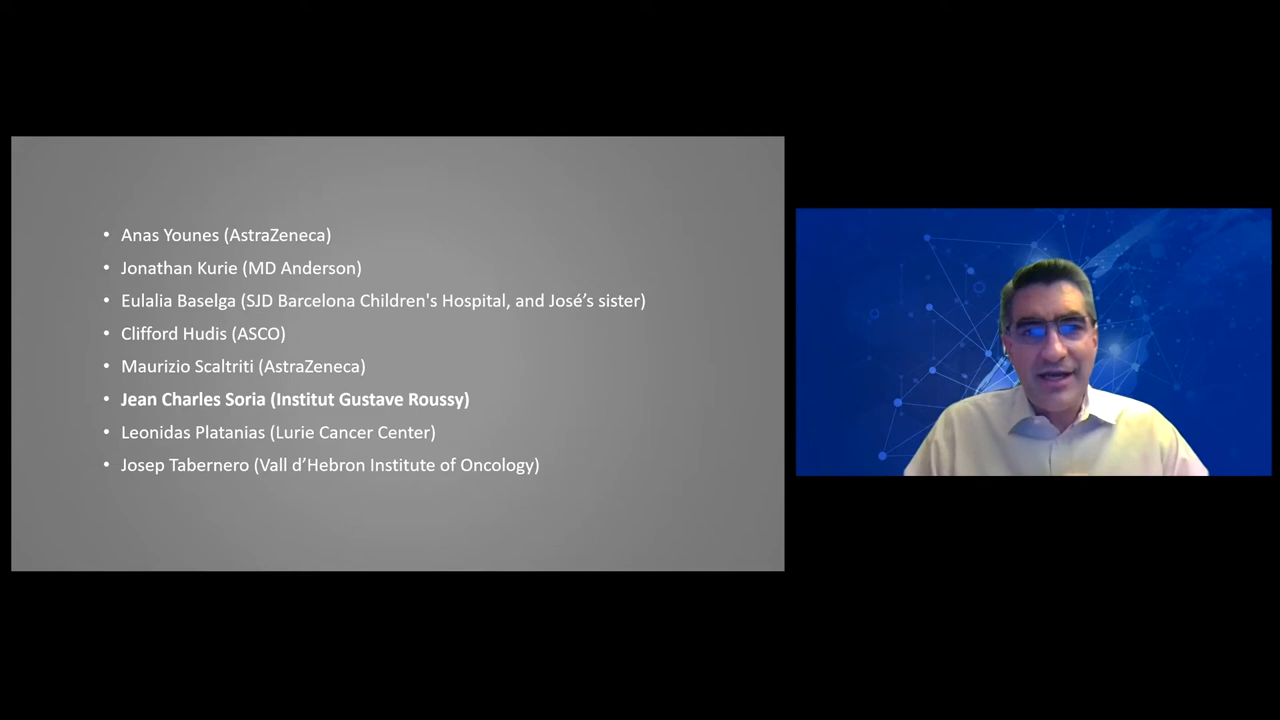 • Anas Younes (AstraZeneca)
• Jonathan Kurie (MD Anderson)
• Eulalia Baselga (SJD Barcelona Children's Hospital, and José’s sister)
• Clifford Hudis (ASCO)
• Maurizio Scaltriti (AstraZeneca)
• Jean Charles Soria (Institut Gustave Roussy)
• Leonidas Platanias (Lurie Cancer Center)
• Josep Tabernero (Vall d’Hebron Institute of Oncology)